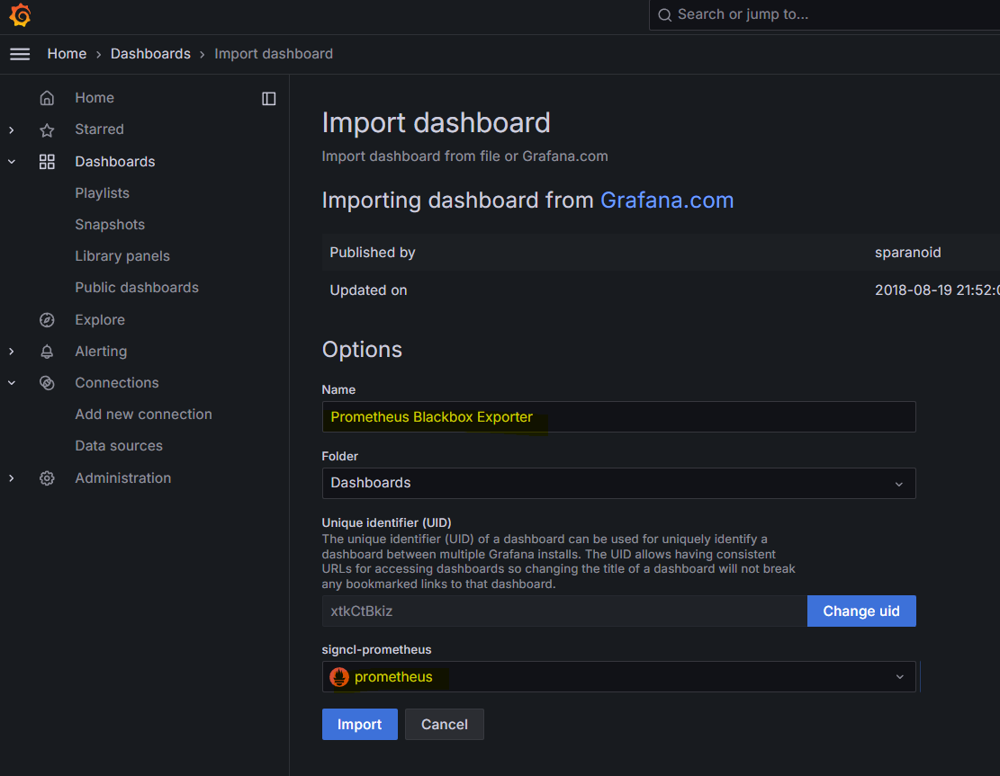 Search or jump to...
Home › Dashboards › Import dashboard
Home
Starred
Dashboards
Playlists
Snapshots
Library panels
Public dashboards
Explore
Alerting
Connections
Add new connection
Data sources
Administration
Import dashboard
Import dashboard from file or Grafana.com
Importing dashboard from Grafana.com
Published by sparanoid
Updated on 2018-08-19 21:52:0
Options
Name
Prometheus Blackbox Exporter
Folder
Dashboards
Unique identifier (UID)
The unique identifier (UID) of a dashboard can be used for uniquely identify a
dashboard between multiple Grafana installs. The UID allows having consistent
URLs for accessing dashboards so changing the title of a dashboard will not break
any bookmarked links to that dashboard.
xtkCtBkiz Change uid
signcl-prometheus
prometheus
Import Cancel